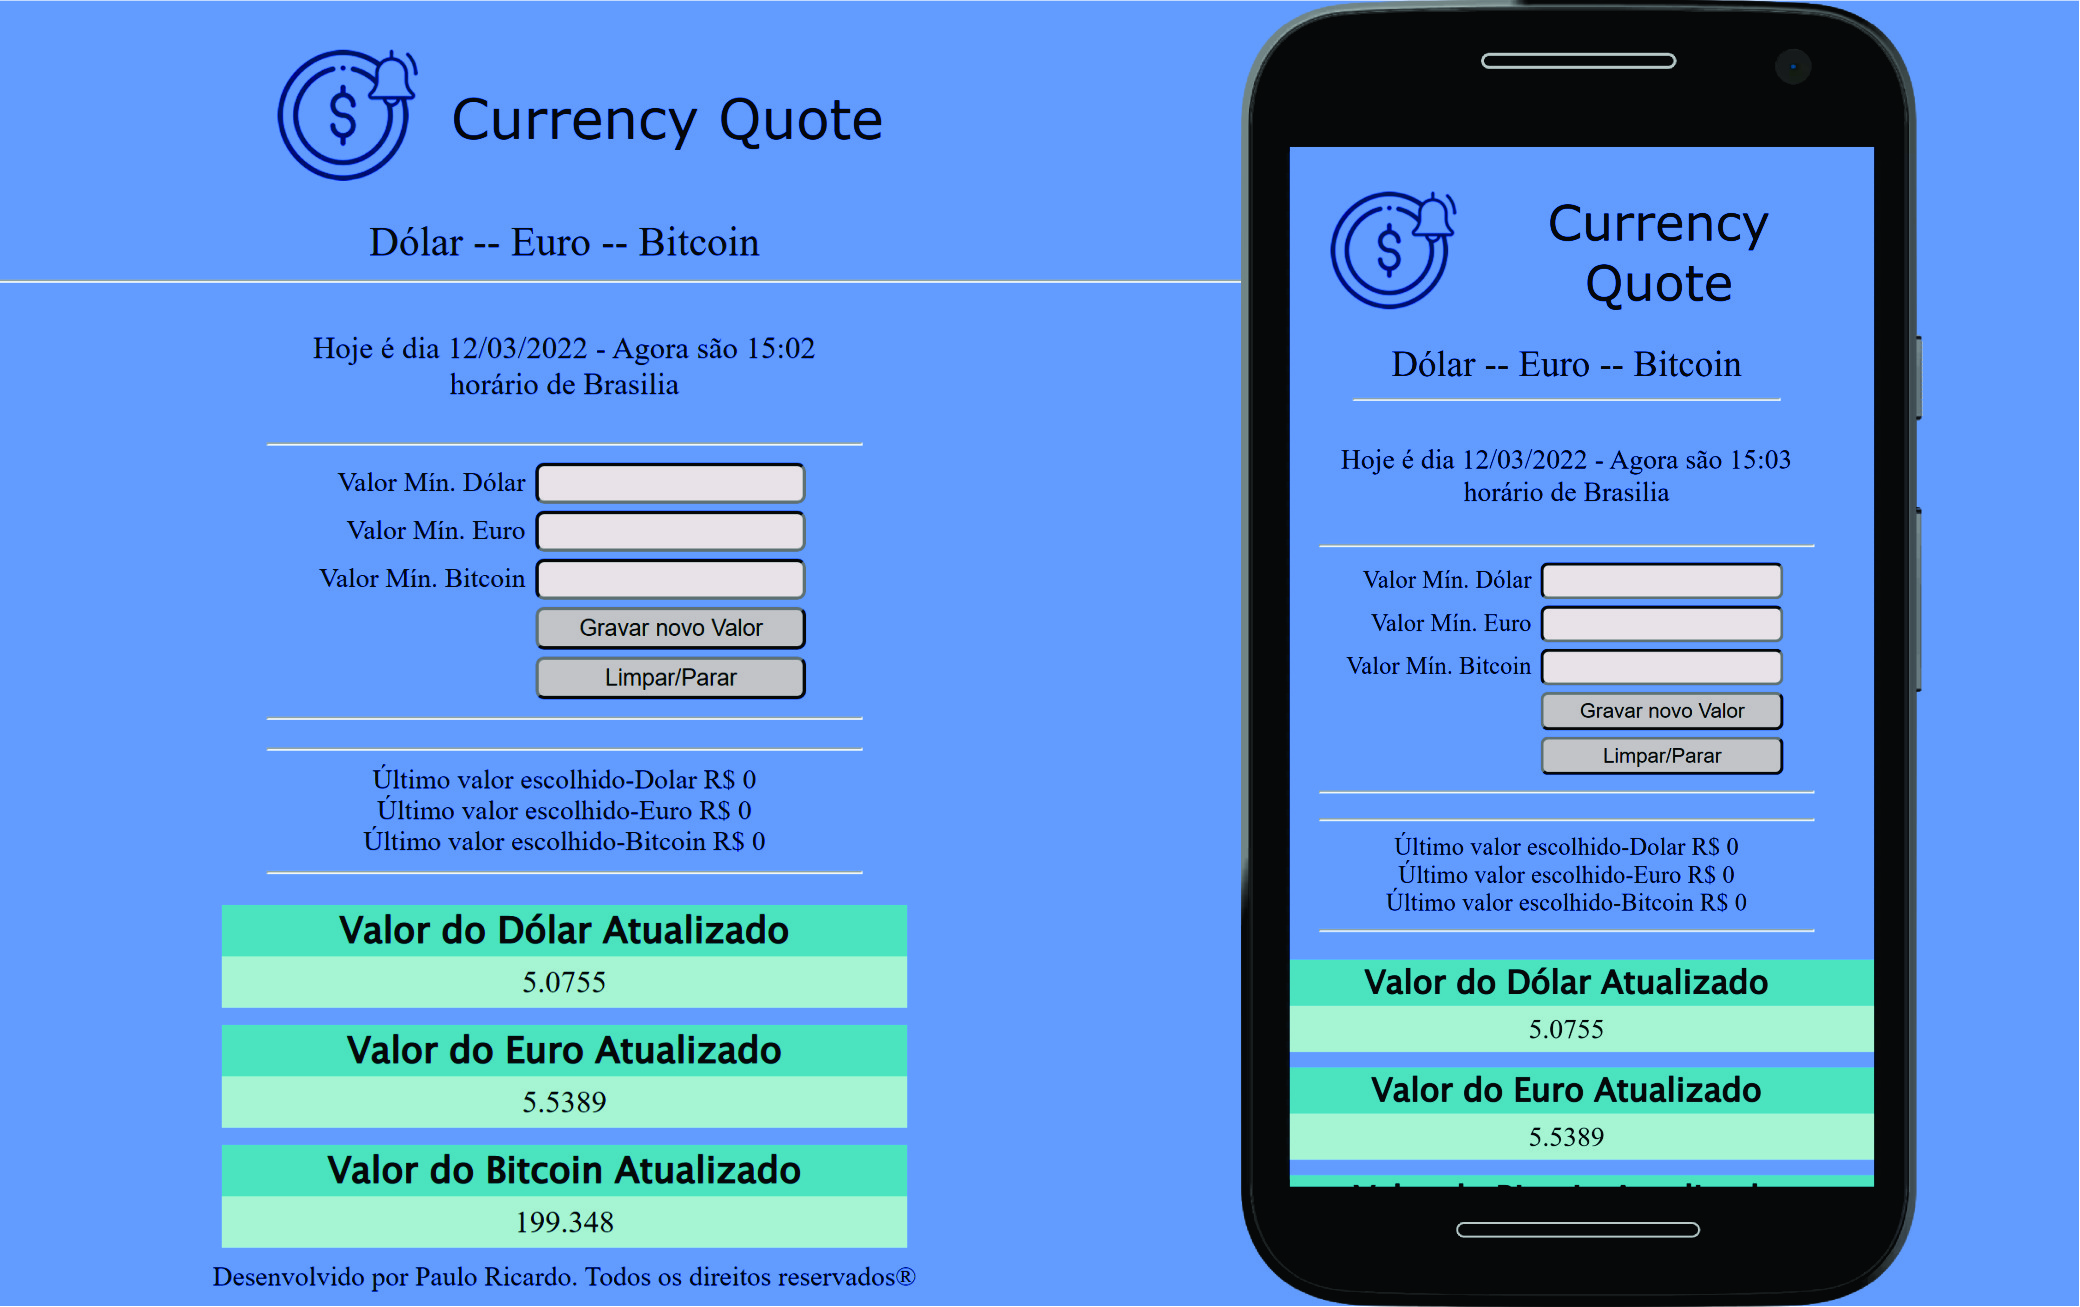 Currency Quote
Dólar -- Euro -- Bitcoin
Hoje é dia 12/03/2022 - Agora são 15:02
horário de Brasilia
Valor Mín. Dólar
Valor Mín. Euro
Valor Mín. Bitcoin
Gravar novo Valor
Limpar/Parar
Último valor escolhido-Dolar R$ 0
Último valor escolhido-Euro R$ 0
Último valor escolhido-Bitcoin R$ 0
Valor do Dólar Atualizado
5.0755
Valor do Euro Atualizado
5.5389
Valor do Bitcoin Atualizado
199.348
Desenvolvido por Paulo Ricardo. Todos os direitos reservados®
Currency
Quote
Dólar -- Euro -- Bitcoin
Hoje é dia 12/03/2022 - Agora são 15:03
horário de Brasilia
Valor Mín. Dólar
Valor Mín. Euro
Valor Mín. Bitcoin
Gravar novo Valor
Limpar/Parar
Último valor escolhido-Dolar R$ 0
Último valor escolhido-Euro R$ 0
Último valor escolhido-Bitcoin R$ 0
Valor do Dólar Atualizado
5.0755
Valor do Euro Atualizado
5.5389